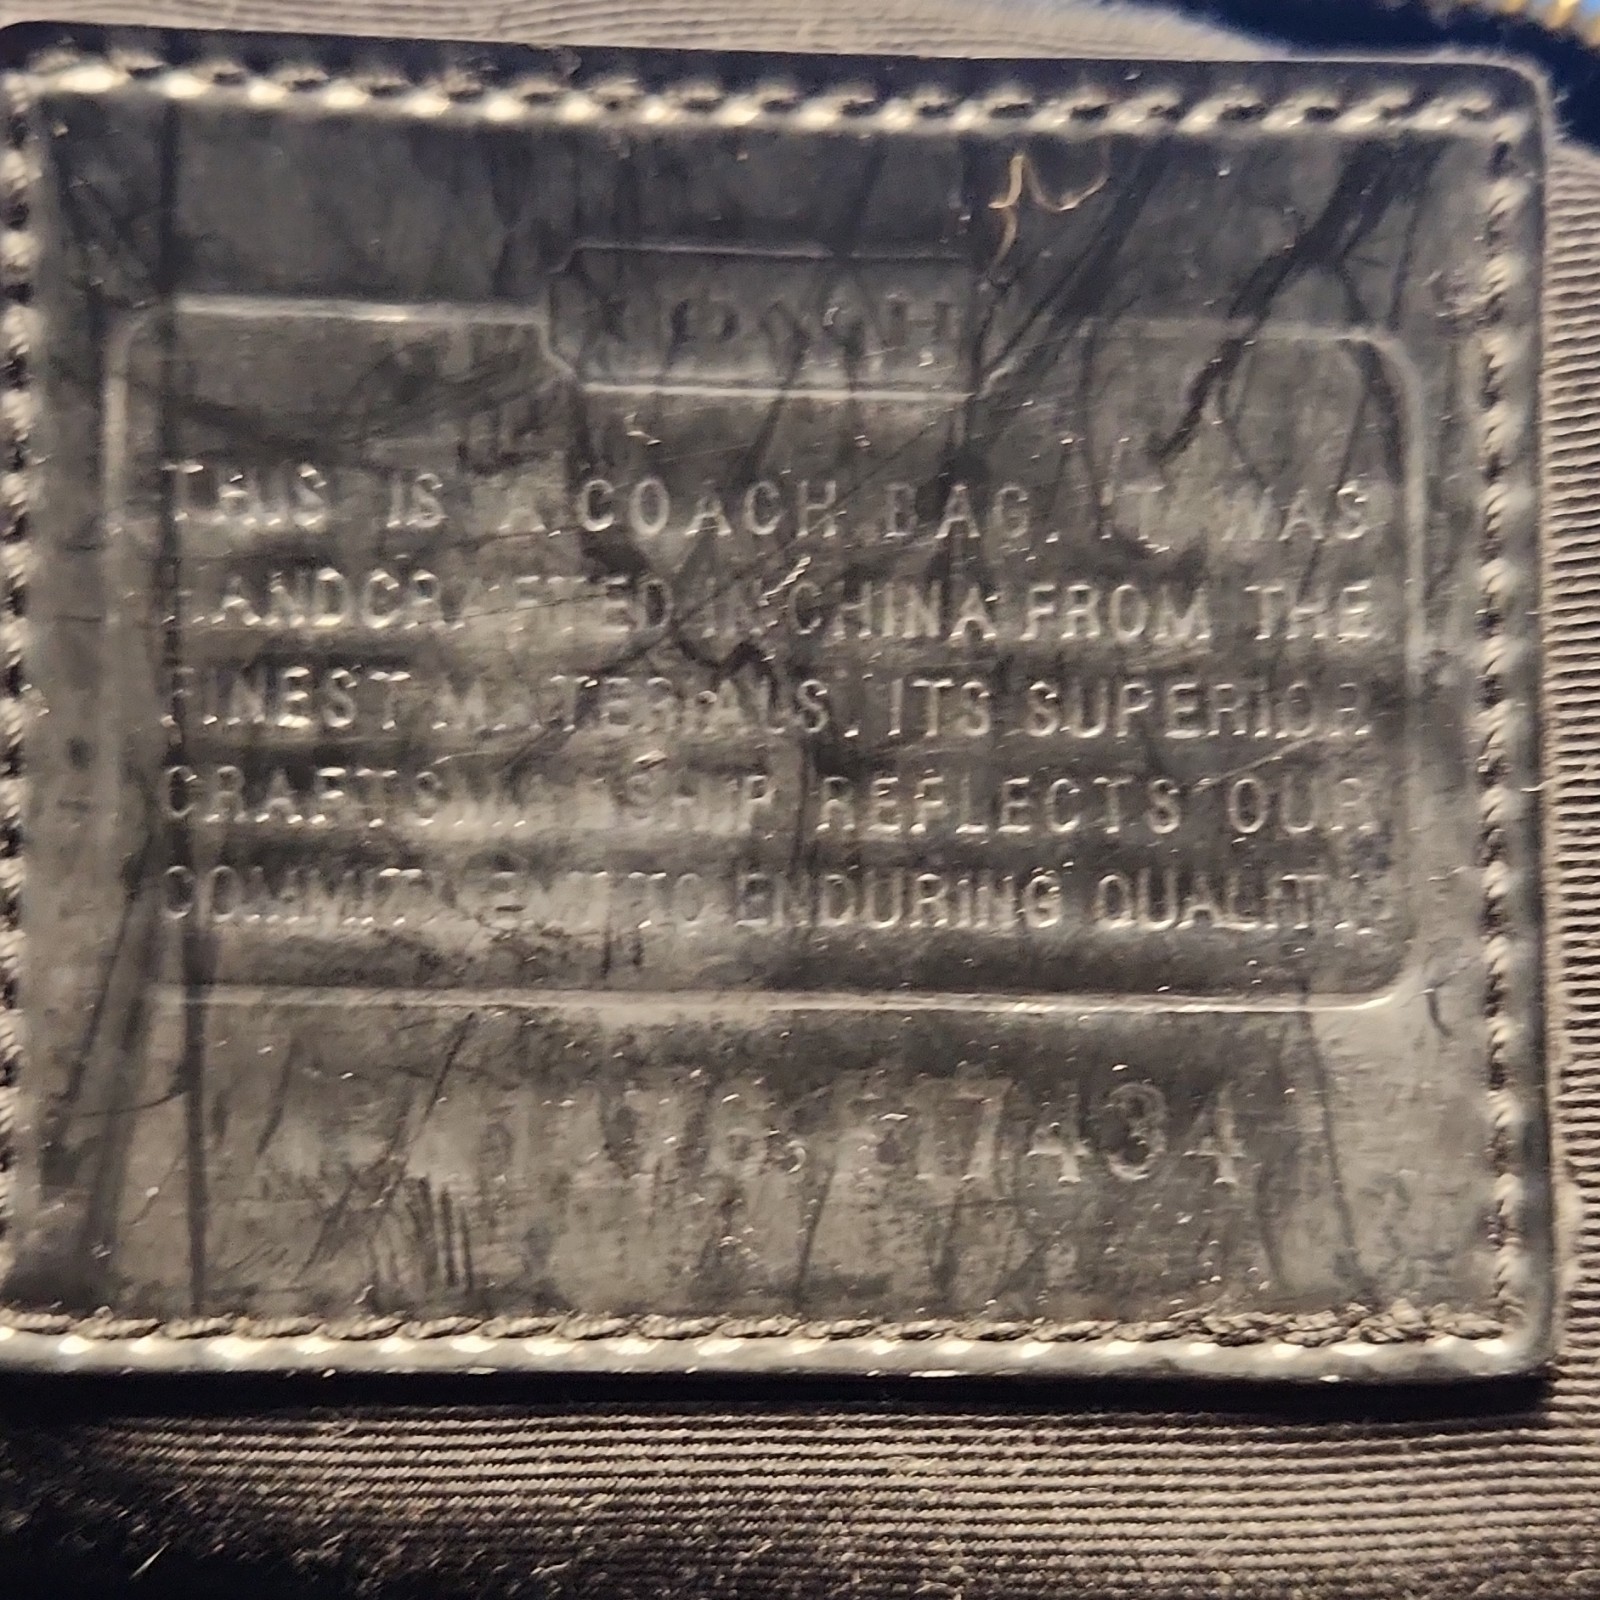 COACH
THIS IS A COACH BAG. IT WAS
HANDCRAFTED IN CHINA FROM THE
FINEST MATERIALS. ITS SUPERIOR
CRAFTSMANSHIP REFLECTS OUR
COMMITMENT TO ENDURING QUALITY.